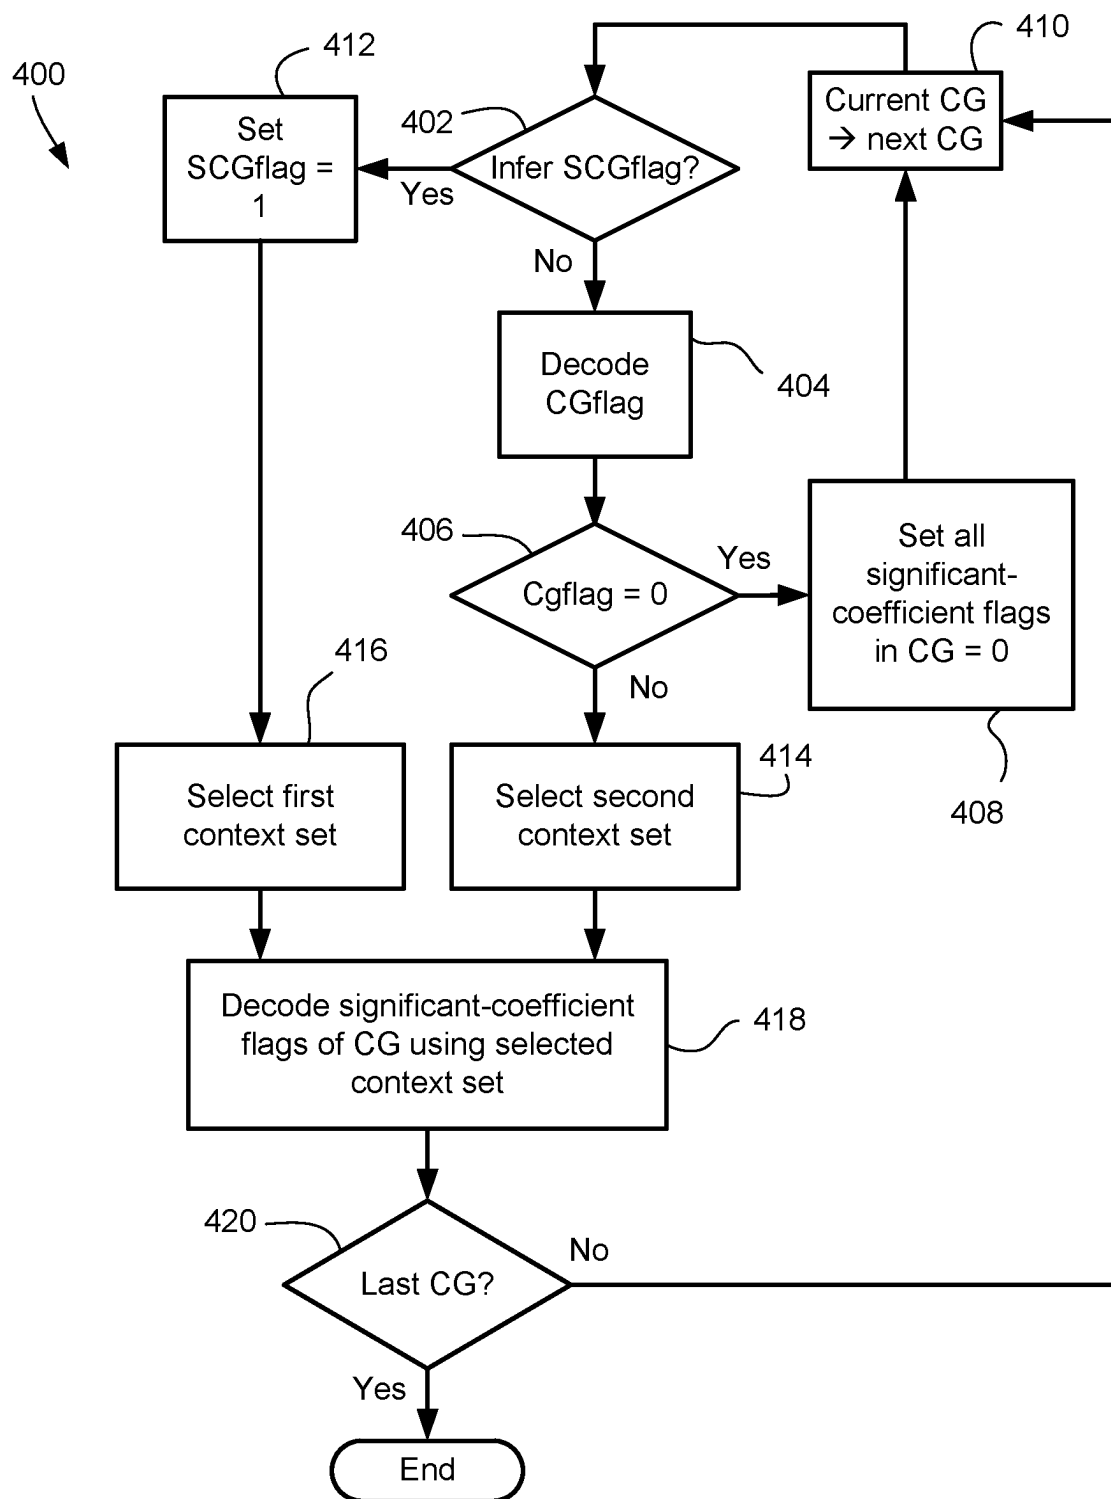 400
412
Set
SCGflag =
1
402
Infer SCGflag?
Yes
No
410
Current CG
→ next CG
Decode
CGflag
404
406
Cgflag = 0
Yes
No
Set all
significant-
coefficient flags
in CG = 0
408
416
Select first
context set
414
Select second
context set
Decode significant-coefficient
flags of CG using selected
context set
418
420
Last CG?
No
Yes
End